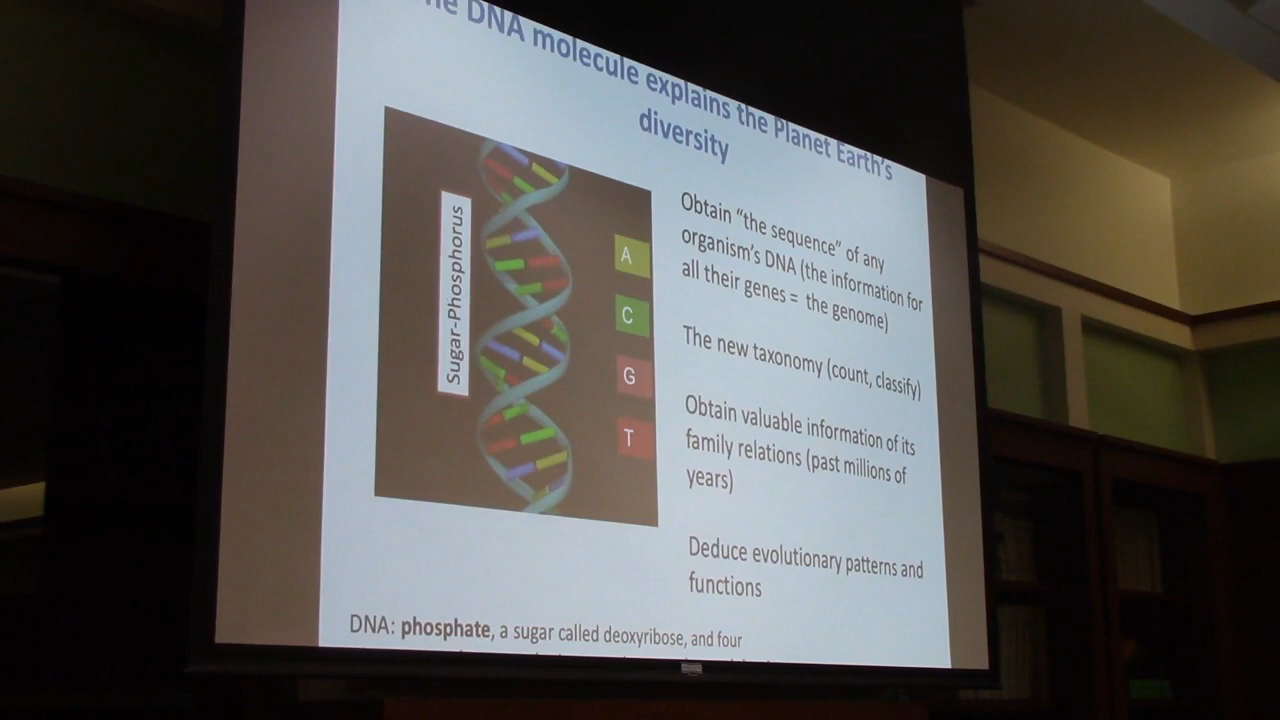 DNA molecule explains the Planet Earth's
diversity
Sugar-Phosphorus
A
C
G
T
Obtain “the sequence” of any
organism's DNA (the information for
all their genes = the genome)
The new taxonomy (count, classify)
Obtain valuable information of its
family relations (past millions of
years)
Deduce evolutionary patterns and
functions
DNA: phosphate, a sugar called deoxyribose, and four